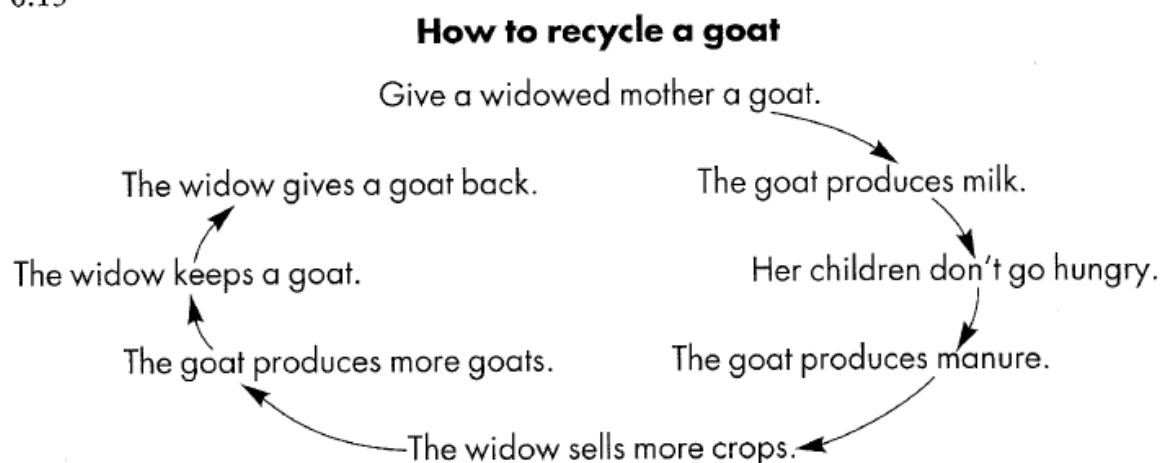 How to recycle a goat
Give a widowed mother a goat.
The goat produces milk.
Her children don't go hungry.
The goat produces manure.
The widow sells more crops.
The goat produces more goats.
The widow keeps a goat.
The widow gives a goat back.